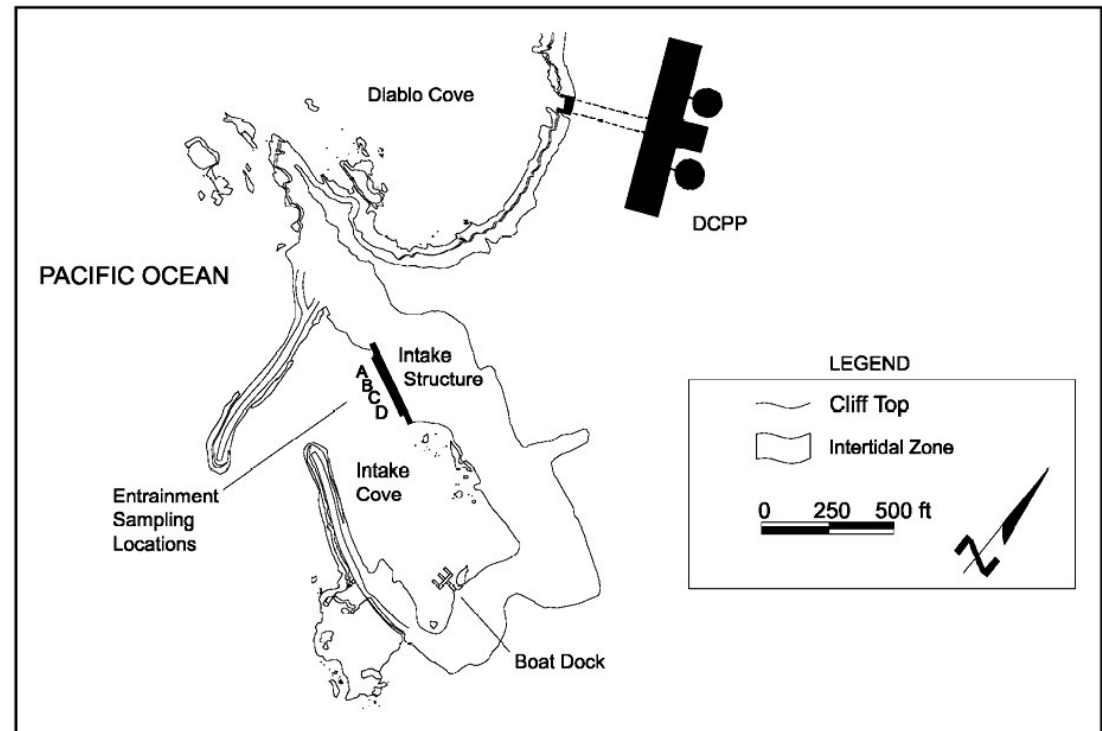 Diablo Cove
DCPP
PACIFIC OCEAN
Intake
Structure
A
B
C
D
Intake
Cove
Entrainment
Sampling
Locations
Boat Dock
LEGEND
Cliff Top
Intertidal Zone
0 250 500 ft
N